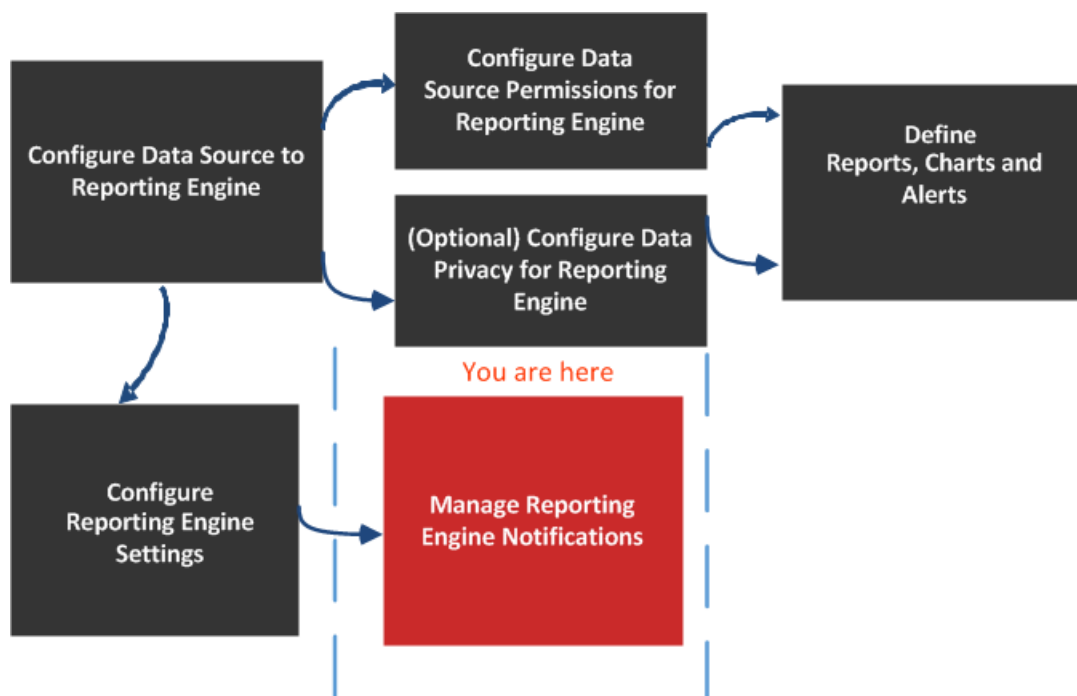 Configure Data Source to
Reporting Engine
Configure Data
Source Permissions for
Reporting Engine
(Optional) Configure Data
Privacy for Reporting
Engine
Define
Reports, Charts and
Alerts
Configure
Reporting Engine
Settings
You are here
Manage Reporting
Engine Notifications